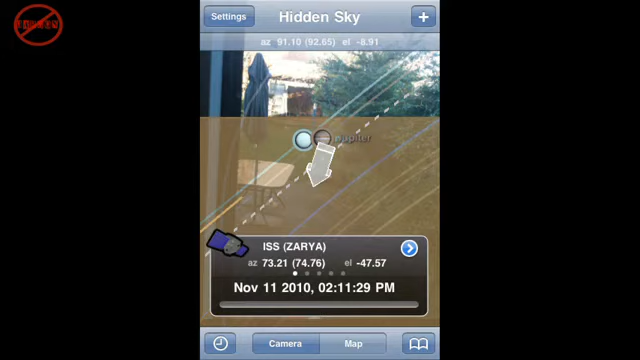 Settings
Hidden Sky
+
az 91.10 (92.65) el -8.91
Jupiter
ISS (ZARYA)
az 73.21 (74.76) el -47.57
Nov 11 2010, 02:11:29 PM
Camera
Map